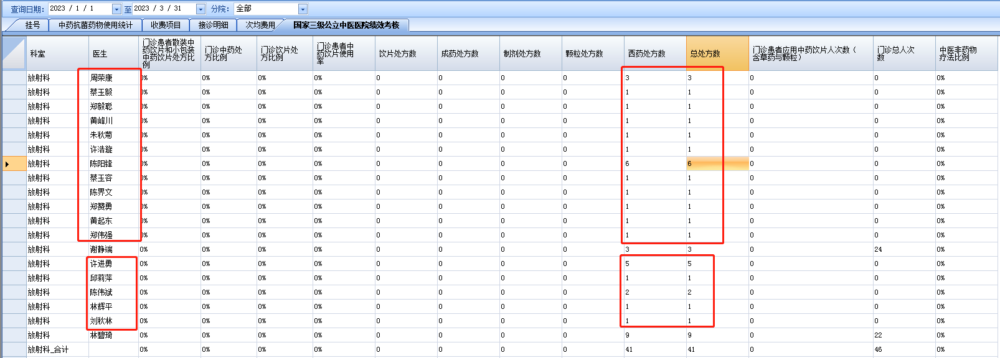 查询日期: 2023 / 1 / 1 至 2023 / 3 / 31 分院: 全部
挂号 中药抗菌药物使用统计 收费项目 接诊明细 次均费用 国家三级公立中医医院绩效考核
科室 医生 门诊患者散装中药饮片和小包装中药饮片处方比例 门诊中药处方比例 门诊饮片处方比例 门诊患者中药饮片使用率 饮片处方数 成药处方数 制剂处方数 颗粒处方数 西药处方数 总处方数 门诊患者应用中药饮片人次数（含草药与颗粒） 门诊总人次数 中医非药物疗法比例
放射科 周荣康 0% 0% 0% 0% 0 0 0 0 3 3 0 0 0%
放射科 蔡玉毅 0% 0% 0% 0% 0 0 0 0 1 1 0 0 0%
放射科 郑毅聪 0% 0% 0% 0% 0 0 0 0 1 1 0 0 0%
放射科 黄峰川 0% 0% 0% 0% 0 0 0 0 1 1 0 0 0%
放射科 朱秋菊 0% 0% 0% 0% 0 0 0 0 1 1 0 0 0%
放射科 许浩漩 0% 0% 0% 0% 0 0 0 0 1 1 0 0 0%
放射科 陈阳锋 0% 0% 0% 0% 0 0 0 0 6 6 0 0 0%
放射科 蔡玉容 0% 0% 0% 0% 0 0 0 0 1 1 0 0 0%
放射科 陈界文 0% 0% 0% 0% 0 0 0 0 1 1 0 0 0%
放射科 郑赞勇 0% 0% 0% 0% 0 0 0 0 1 1 0 0 0%
放射科 黄起东 0% 0% 0% 0% 0 0 0 0 1 1 0 0 0%
放射科 郑伟强 0% 0% 0% 0% 0 0 0 0 1 1 0 0 0%
放射科 谢静端 0% 0% 0% 0% 0 0 0 0 3 3 0 24 0%
放射科 许进勇 0% 0% 0% 0% 0 0 0 0 5 5 0 0 0%
放射科 邱莉萍 0% 0% 0% 0% 0 0 0 0 1 1 0 0 0%
放射科 陈伟斌 0% 0% 0% 0% 0 0 0 0 2 2 0 0 0%
放射科 林辉平 0% 0% 0% 0% 0 0 0 0 1 1 0 0 0%
放射科 刘秋林 0% 0% 0% 0% 0 0 0 0 1 1 0 0 0%
放射科 林碧琦 0% 0% 0% 0% 0 0 0 0 9 9 0 22 0%
放射科_合计 0% 0% 0% 0% 0 0 0 0 41 41 0 46 0%